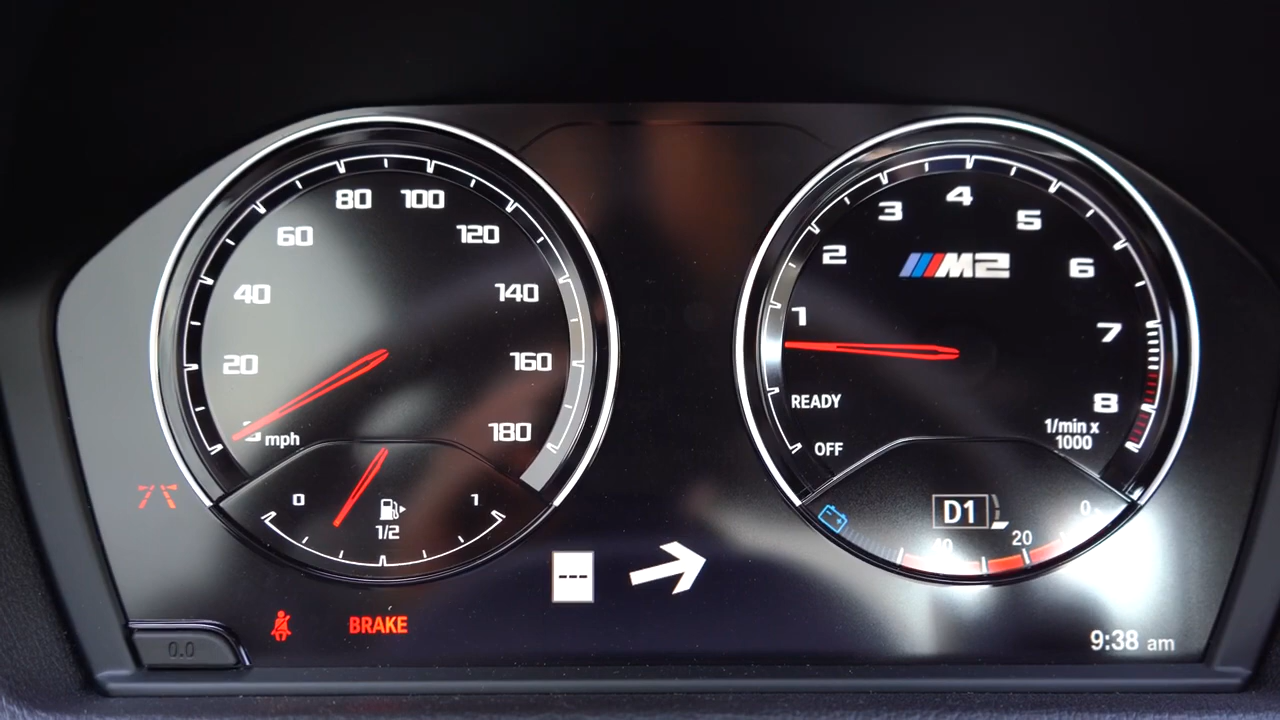 80 100
60 120
40 140
20 160
0 mph 180
0 1
1/2
BRAKE
0.0
---
4
3 5
2 M2 6
1 7
READY 8
OFF 1/min x
1000
D1 0
40 20
9:38 am